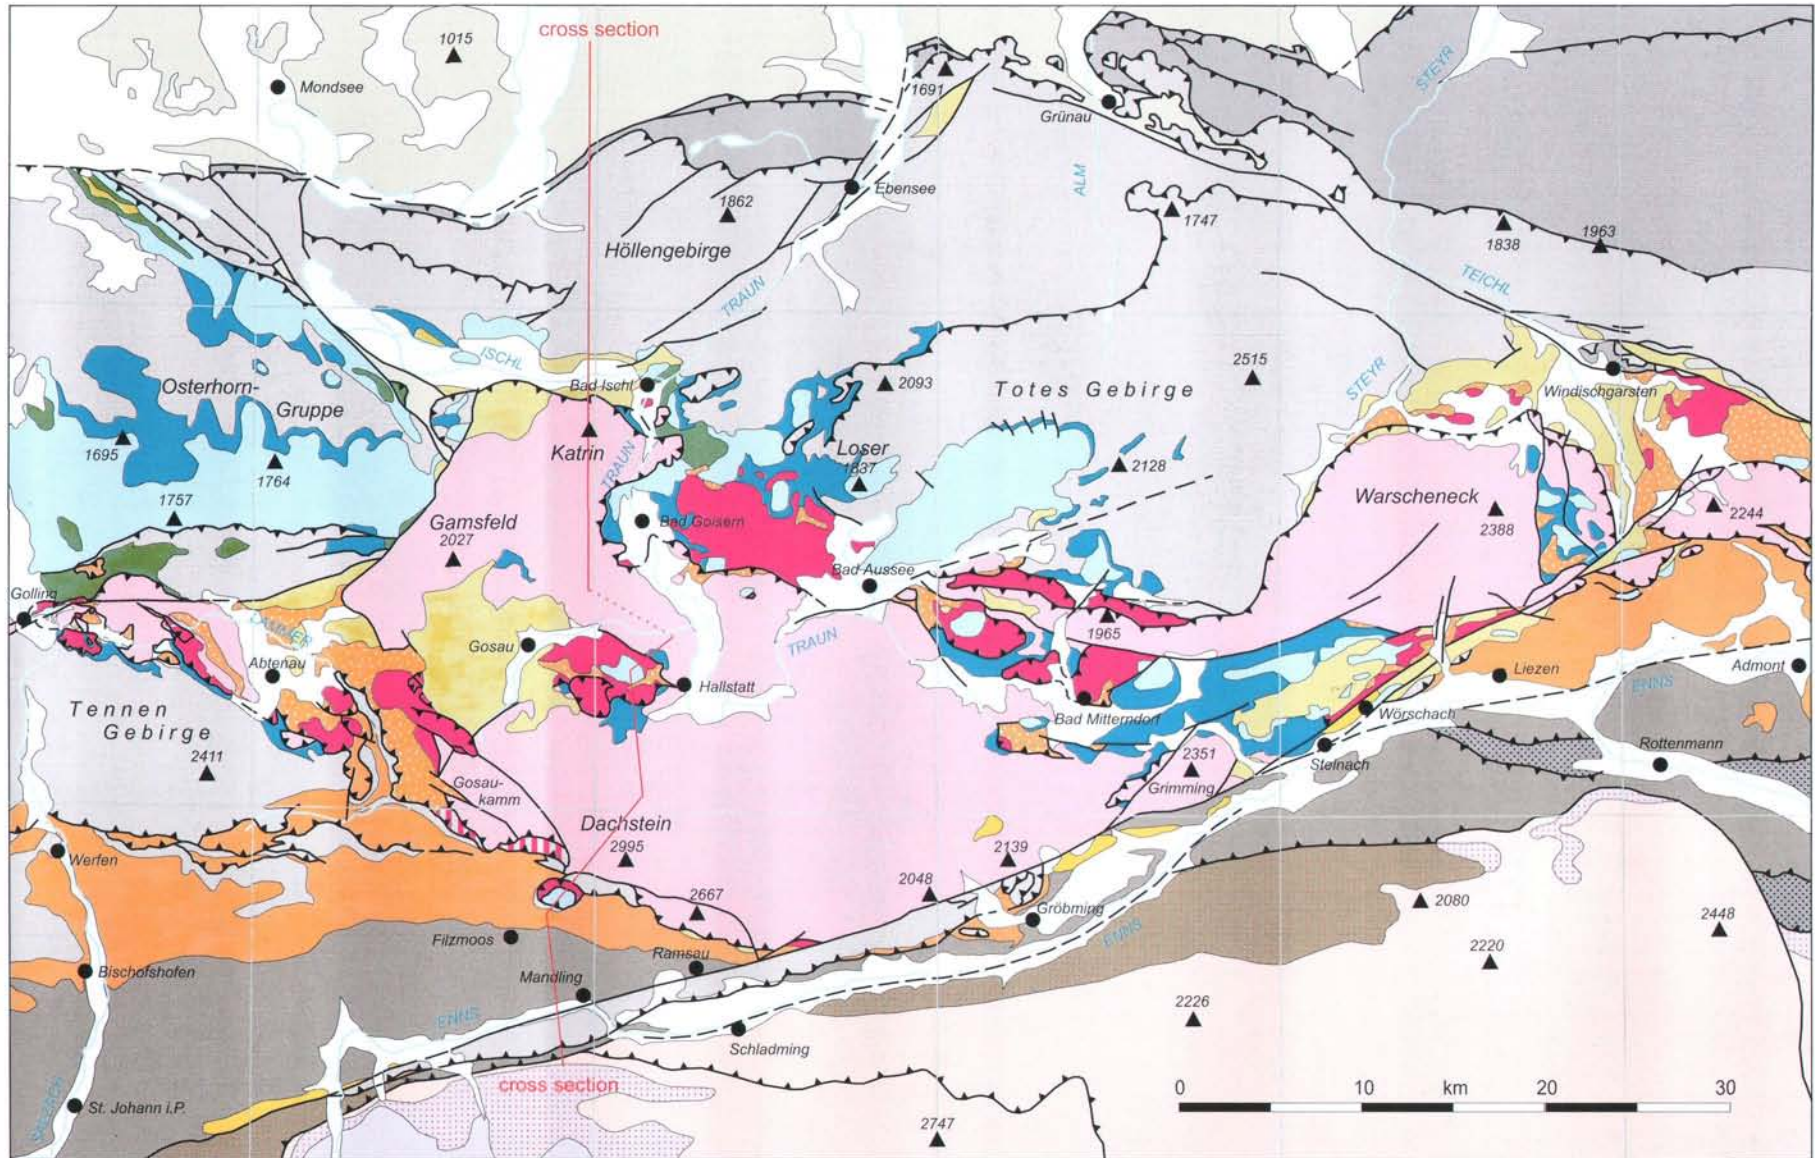 cross section
1015
Mondsee
1691
Grünau
STEYR
Ebensee
ALM
1862
Höllengebirge
1747
1838
1963
TRAUN
TEICHL
ISCHL
Osterhorn-
Gruppe
Bad Ischl
2093
Totes Gebirge
2515
STEYR
Windischgarsten
1695
1764
Katrin
TRAUN
Loser
1837
2128
1757
Gamsfeld
2027
Bad Goisern
Warscheneck
2388
2244
Bad Aussee
Golling
LAMMER
Abtenau
Gosau
TRAUN
1965
Hallstatt
Liezen
Admont
ENNS
Tennen
Gebirge
2411
Bad Mitterndorf
Wörschach
Steinach
Rottenmann
2351
Grimming
Gosau-
kamm
Dachstein
2995
Werfen
2139
2048
2667
Gröbming
2080
2448
Filzmoos
ENNS
Bischofshofen
Ramsau
2220
Mandling
ENNS
2226
Schladming
cross section
SALZACH
St. Johann i.P.
2747
0 10 km 20 30